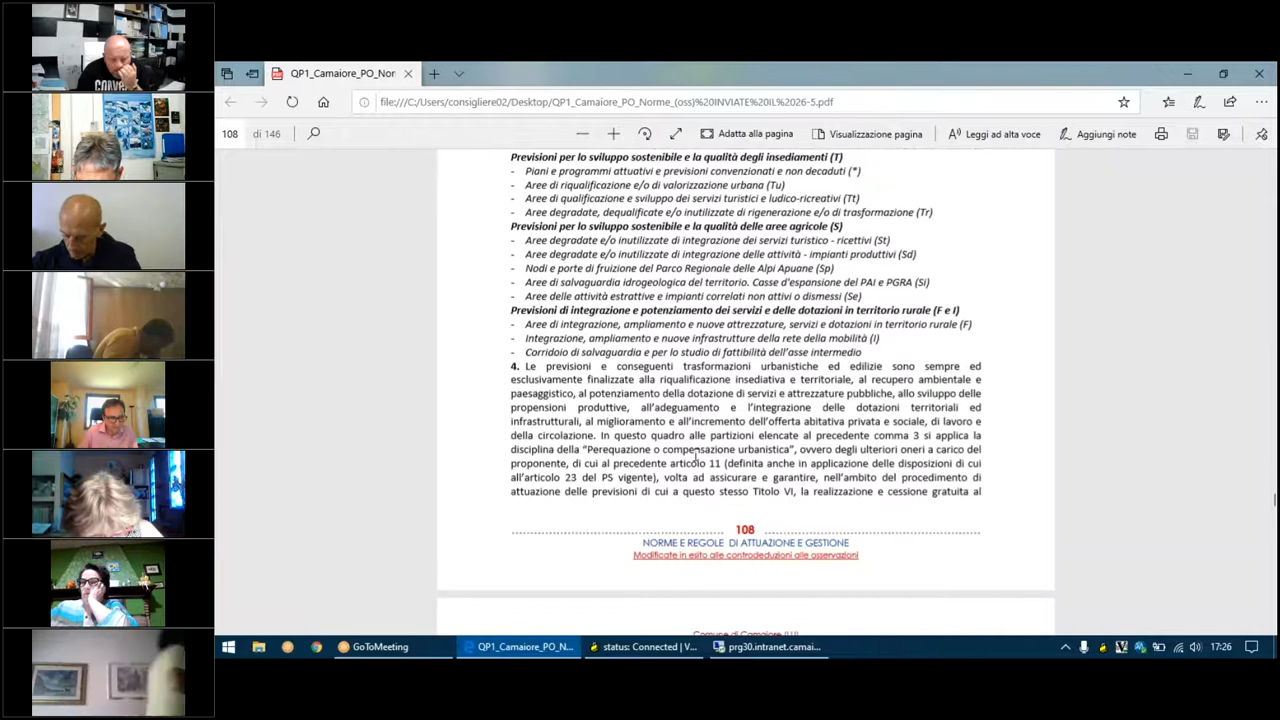 CONVE
QP1_Camaiore_PO_Nor
file:///C:/Users/consigliere02/Desktop/QP1_Camaiore_PO_Norme_(oss)%20INVIATE%20IL%2026-5.pdf
108 di 146
Adatta alla pagina
Visualizzazione pagina
Leggi ad alta voce
Aggiungi note
Previsioni per lo sviluppo sostenibile e la qualità degli insediamenti (T)
- Piani e programmi attuativi e previsioni convenzionati e non decaduti (*)
- Aree di riqualificazione e/o di valorizzazione urbana (Tu)
- Aree di qualificazione e sviluppo dei servizi turistici e ludico-ricreativi (Tt)
- Aree degradate, dequalificate e/o inutilizzate di rigenerazione e/o di trasformazione (Tr)
Previsioni per lo sviluppo sostenibile e la qualità delle aree agricole (S)
- Aree degradate e/o inutilizzate di integrazione dei servizi turistico - ricettivi (St)
- Aree degradate e/o inutilizzate di integrazione delle attività - impianti produttivi (Sd)
- Nodi e porte di fruizione del Parco Regionale delle Alpi Apuane (Sp)
- Aree di salvaguardia idrogeologica del territorio. Casse d'espansione del PAI e PGRA (Si)
- Aree delle attività estrattive e impianti correlati non attivi o dismessi (Se)
Previsioni di integrazione e potenziamento dei servizi e delle dotazioni in territorio rurale (F e I)
- Aree di integrazione, ampliamento e nuove attrezzature, servizi e dotazioni in territorio rurale (F)
- Integrazione, ampliamento e nuove infrastrutture della rete della mobilità (I)
- Corridoio di salvaguardia e per lo studio di fattibilità dell'asse intermedio
4. Le previsioni e conseguenti trasformazioni urbanistiche ed edilizie sono sempre ed
esclusivamente finalizzate alla riqualificazione insediativa e territoriale, al recupero ambientale e
paesaggistico, al potenziamento della dotazione di servizi e attrezzature pubbliche, allo sviluppo delle
propensioni produttive, all'adeguamento e l'integrazione delle dotazioni territoriali ed
infrastrutturali, al miglioramento e all'incremento dell'offerta abitativa privata e sociale, di lavoro e
della circolazione. In questo quadro alle partizioni elencate al precedente comma 3 si applica la
disciplina della "Perequazione o compensazione urbanistica", ovvero degli ulteriori oneri a carico del
proponente, di cui al precedente articolo 11 (definita anche in applicazione delle disposizioni di cui
all'articolo 23 del PS vigente), volta ad assicurare e garantire, nell'ambito del procedimento di
attuazione delle previsioni di cui a questo stesso Titolo VI, la realizzazione e cessione gratuita al
108
NORME E REGOLE DI ATTUAZIONE E GESTIONE
Modificate in esito alle controdeduzioni alle osservazioni
Comune di Camaiore (LU)
GoToMeeting
QP1_Camaiore_PO_N...
status: Connected | V...
prg30.intranet.camai...
17:26